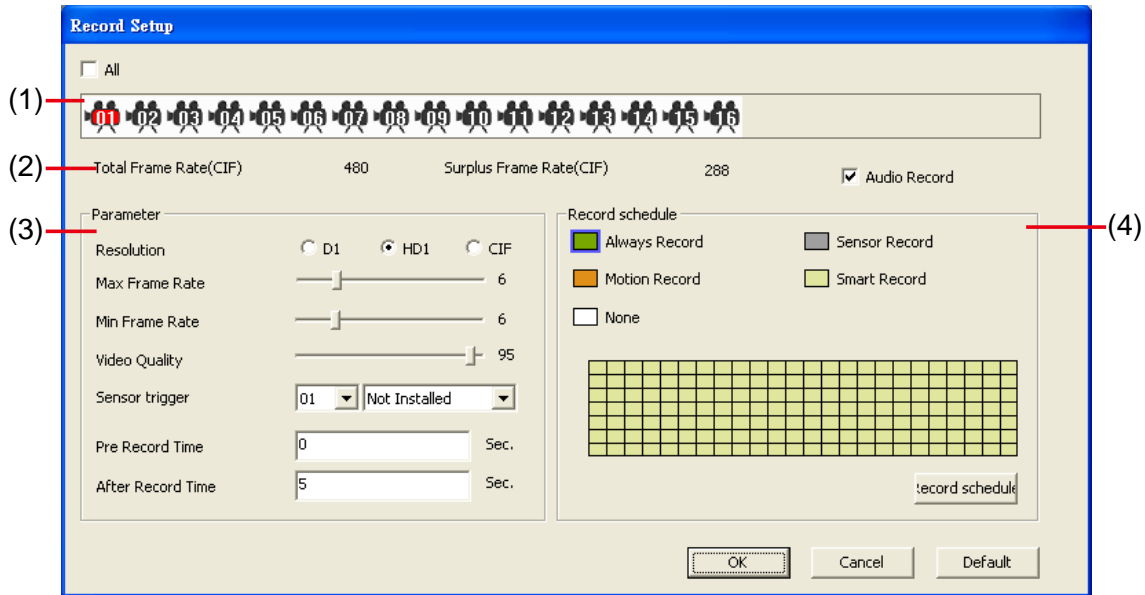 Record Setup
All
(1)
01 02 03 04 05 06 07 08 09 10 11 12 13 14 15 16
(2)
Total Frame Rate(CIF) 480 Surplus Frame Rate(CIF) 288 Audio Record
(3)
Parameter
Resolution D1 HD1 CIF
Max Frame Rate 6
Min Frame Rate 6
Video Quality 95
Sensor trigger 01 Not Installed
Pre Record Time 0 Sec.
After Record Time 5 Sec.
(4)
Record schedule
Always Record Sensor Record
Motion Record Smart Record
None
ecord schedule
OK Cancel Default